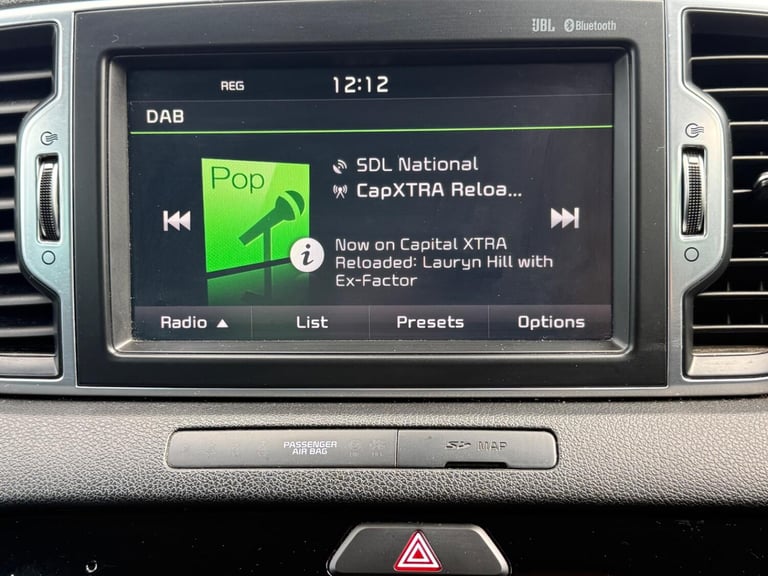 JBL Bluetooth
REG 12:12
DAB
Pop
SDL National
CapXTRA Reloa...
i
Now on Capital XTRA
Reloaded: Lauryn Hill with
Ex-Factor
Radio ▲ List Presets Options
PASSENGER
AIR BAG
SD MAP